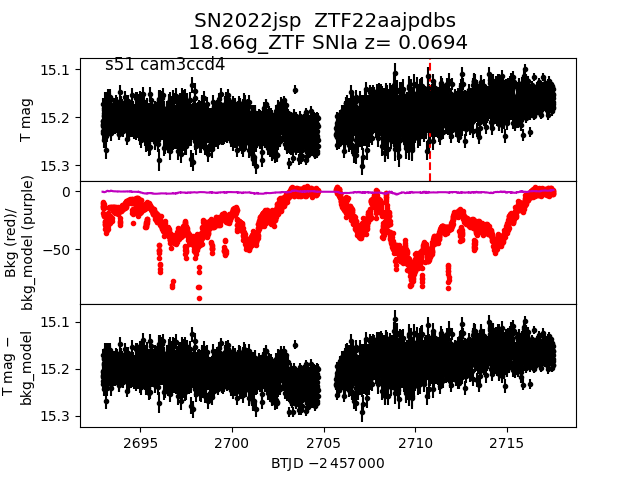 SN2022jsp  ZTF22aajpdbs
18.66g_ZTF SNIa z= 0.0694
s51 cam3ccd4
15.1
15.2
15.3
T mag
0
−50
Bkg (red)/
bkg_model (purple)
15.1
15.2
15.3
T mag −
bkg_model
2695
2700
2705
2710
2715
BTJD −2 457 000